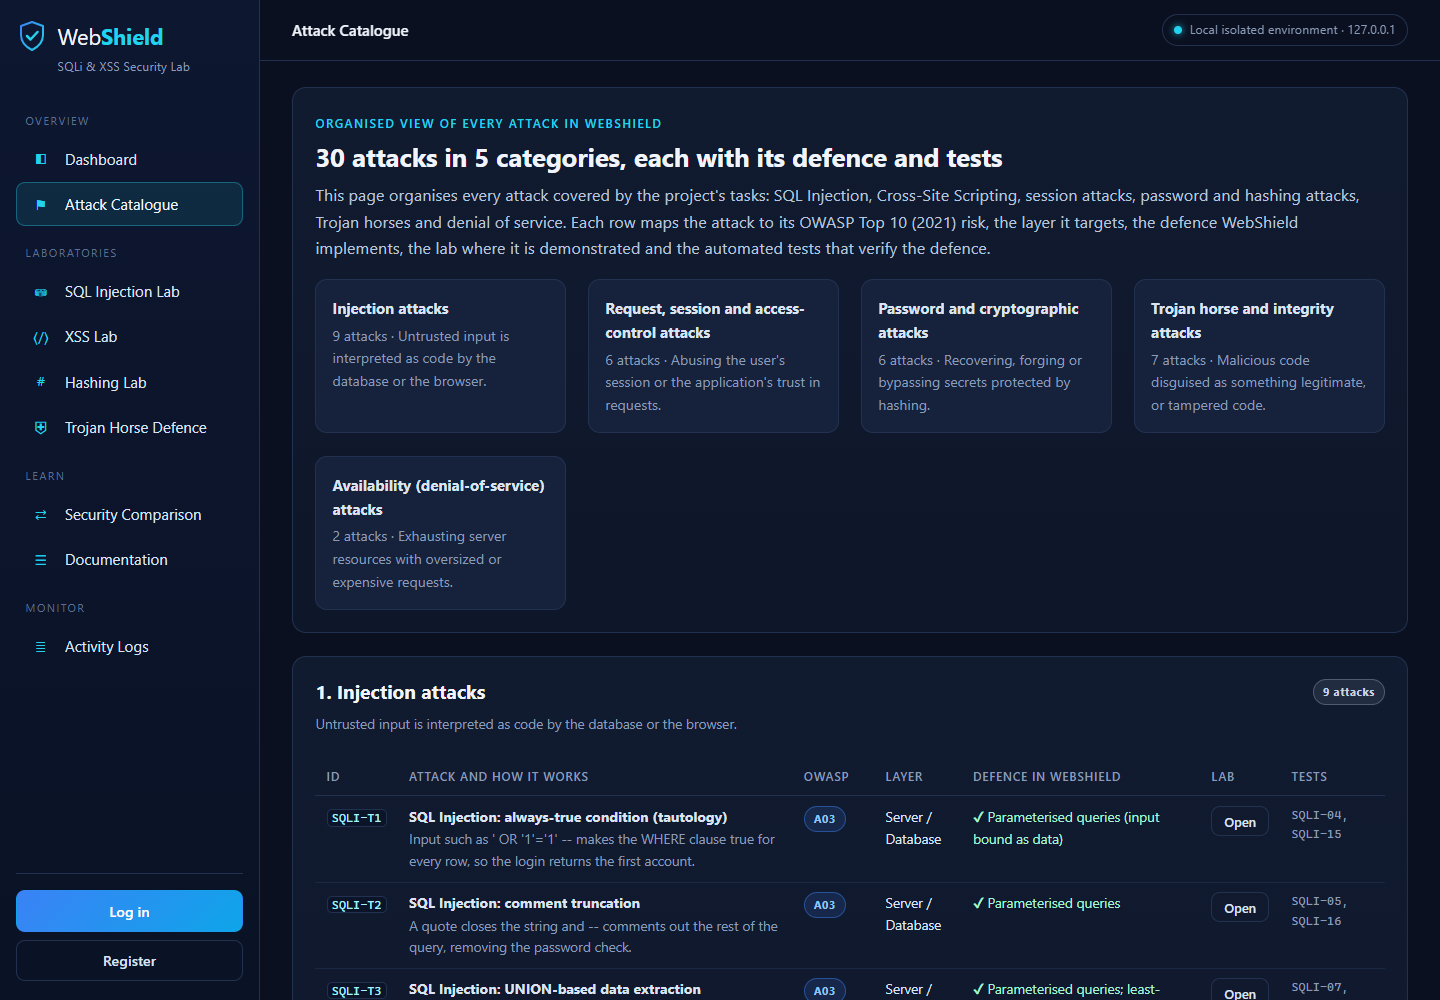 WebShield
SQLi & XSS Security Lab
OVERVIEW
Dashboard
Attack Catalogue
LABORATORIES
SQL Injection Lab
</> XSS Lab
# Hashing Lab
Trojan Horse Defence
LEARN
Security Comparison
Documentation
MONITOR
Activity Logs
Log in
Register
Attack Catalogue
Local isolated environment · 127.0.0.1
ORGANISED VIEW OF EVERY ATTACK IN WEBSHIELD
30 attacks in 5 categories, each with its defence and tests
This page organises every attack covered by the project's tasks: SQL Injection, Cross-Site Scripting, session attacks, password and hashing attacks,
Trojan horses and denial of service. Each row maps the attack to its OWASP Top 10 (2021) risk, the layer it targets, the defence WebShield
implements, the lab where it is demonstrated and the automated tests that verify the defence.
Injection attacks
9 attacks · Untrusted input is
interpreted as code by the
database or the browser.
Request, session and access-
control attacks
6 attacks · Abusing the user's
session or the application's trust in
requests.
Password and cryptographic
attacks
6 attacks · Recovering, forging or
bypassing secrets protected by
hashing.
Trojan horse and integrity
attacks
7 attacks · Malicious code
disguised as something legitimate,
or tampered code.
Availability (denial-of-service)
attacks
2 attacks · Exhausting server
resources with oversized or
expensive requests.
1. Injection attacks
9 attacks
Untrusted input is interpreted as code by the database or the browser.
ID ATTACK AND HOW IT WORKS OWASP LAYER DEFENCE IN WEBSHIELD LAB TESTS
SQLI-T1 SQL Injection: always-true condition (tautology) A03 Server / ✓ Parameterised queries (input Open SQLI-04,
Input such as ' OR '1'='1' -- makes the WHERE clause true for Database bound as data) SQLI-15
every row, so the login returns the first account.
SQLI-T2 SQL Injection: comment truncation A03 Server / ✓ Parameterised queries Open SQLI-05,
A quote closes the string and -- comments out the rest of the Database SQLI-16
query, removing the password check.
SQLI-T3 SQL Injection: UNION-based data extraction A03 Server / ✓ Parameterised queries; least- Open SQLI-07,